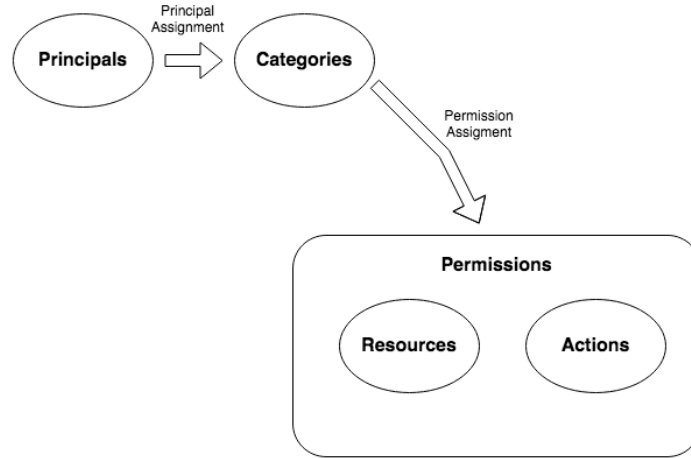 Principal
Assignment
Principals
Categories
Permission
Assigment
Permissions
Resources
Actions